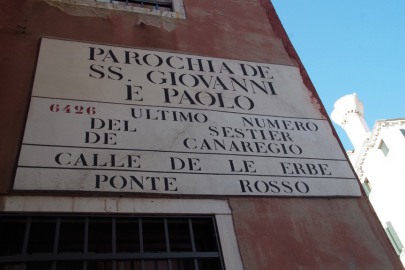 PAROCHIA DE
SS. GIOVANNI
E PAOLO
6426 ULTIMO NUMERO
DEL SESTIER
DE CANAREGIO
CALLE DE LE ERBE
PONTE ROSSO